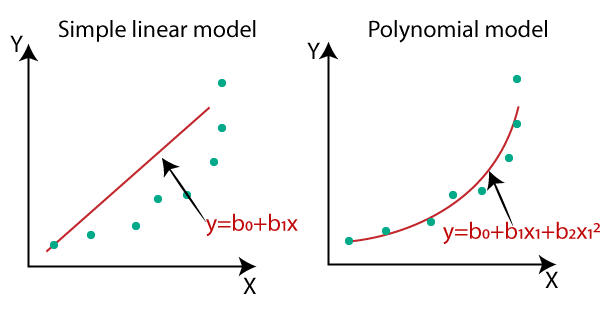 Simple linear model
Y
y=b₀+b₁x
X
Polynomial model
Y
y=b₀+b₁x₁+b₂x₁²
X